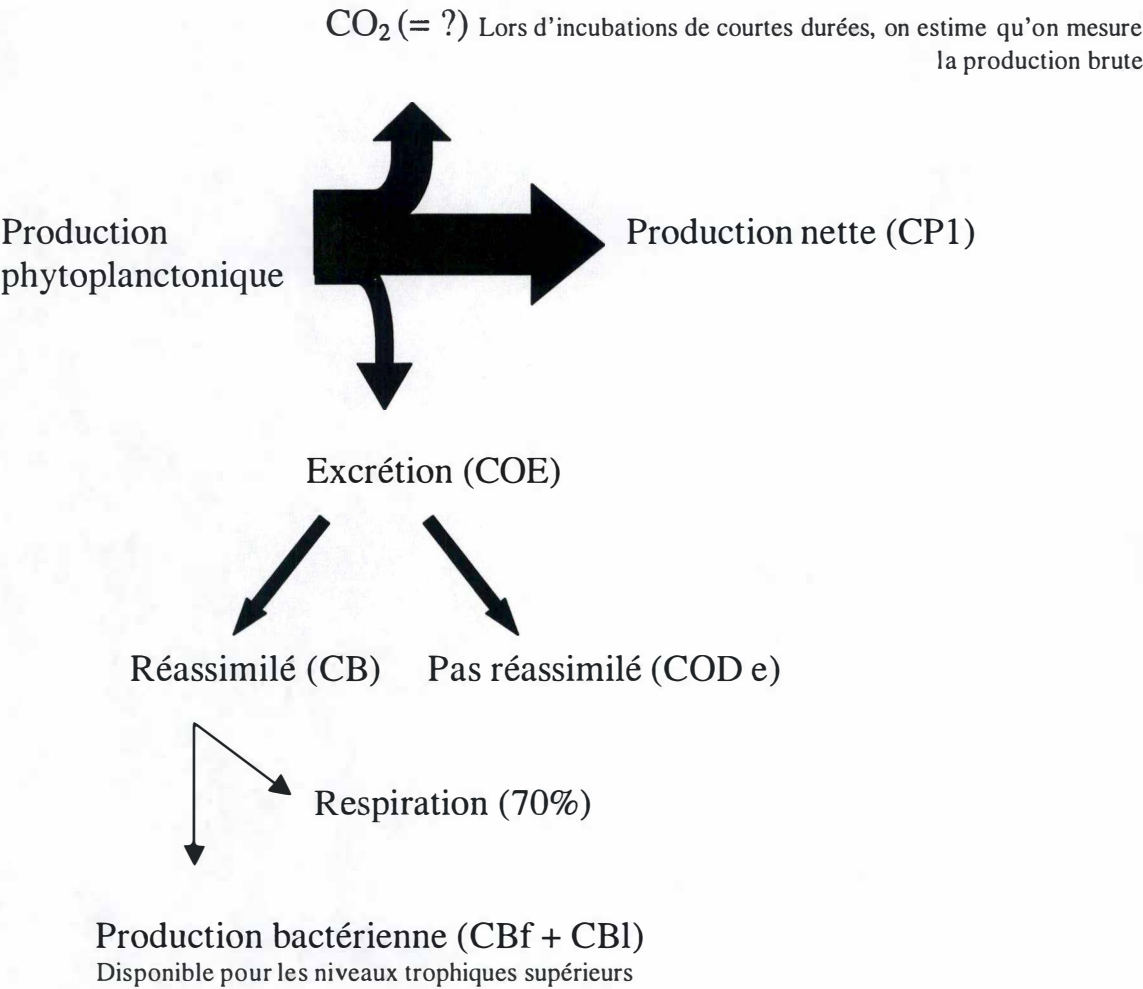 CO₂ (= ?) Lors d'incubations de courtes durées, on estime qu'on mesure
la production brute
Production
phytoplanctonique
Production nette (CP1)
Excrétion (COE)
Réassimilé (CB) Pas réassimilé (COD e)
Respiration (70%)
Production bactérienne (CBf + CBl)
Disponible pour les niveaux trophiques supérieurs